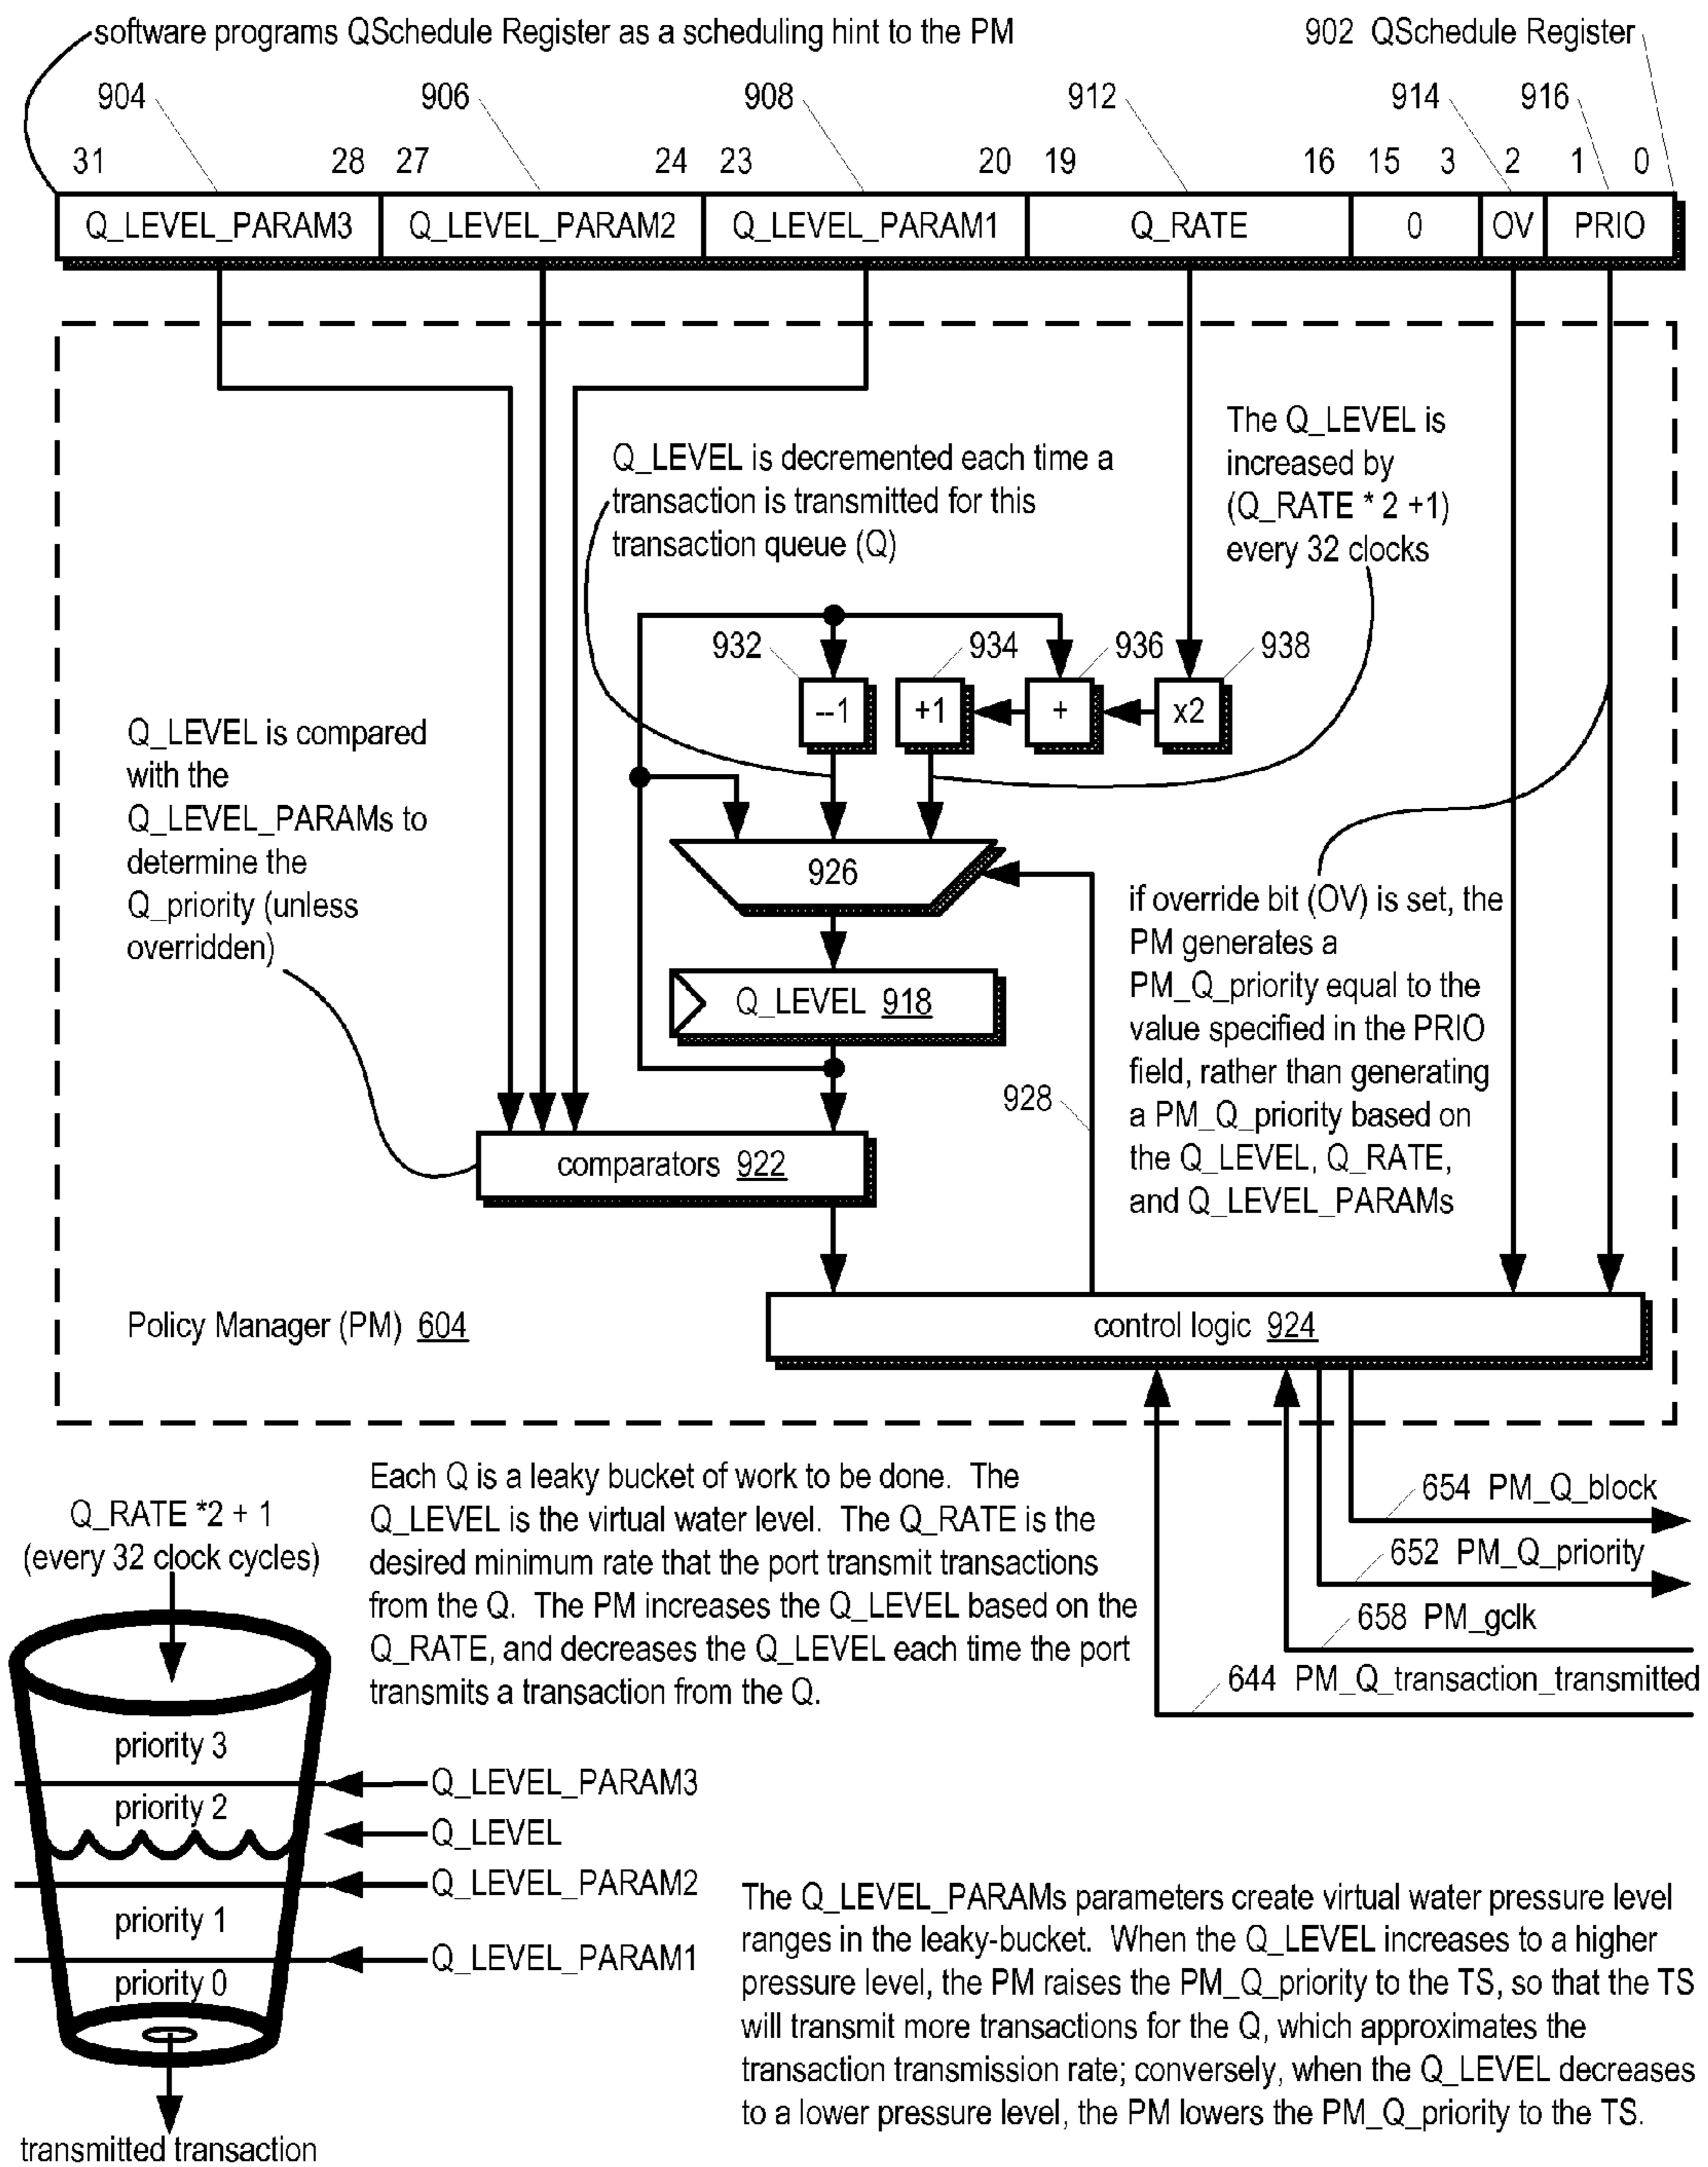 software programs QSchedule Register as a scheduling hint to the PM
902 QSchedule Register
904
906
908
912
914
916
31
28
27
24
23
20
19
16
15
3
2
1
0
Q_LEVEL_PARAM3
Q_LEVEL_PARAM2
Q_LEVEL_PARAM1
Q_RATE
0
OV
PRIO
Q_LEVEL is decremented each time a
transaction is transmitted for this
transaction queue (Q)
The Q_LEVEL is
increased by
(Q_RATE * 2 +1)
every 32 clocks
932
934
936
938
--1
+1
+
x2
Q_LEVEL is compared
with the
Q_LEVEL_PARAMs to
determine the
Q_priority (unless
overridden)
926
Q_LEVEL 918
928
comparators 922
if override bit (OV) is set, the
PM generates a
PM_Q_priority equal to the
value specified in the PRIO
field, rather than generating
a PM_Q_priority based on
the Q_LEVEL, Q_RATE,
and Q_LEVEL_PARAMs
Policy Manager (PM) 604
control logic 924
654 PM_Q_block
652 PM_Q_priority
658 PM_gclk
644 PM_Q_transaction_transmitted
Each Q is a leaky bucket of work to be done. The
Q_LEVEL is the virtual water level. The Q_RATE is the
desired minimum rate that the port transmit transactions
from the Q. The PM increases the Q_LEVEL based on the
Q_RATE, and decreases the Q_LEVEL each time the port
transmits a transaction from the Q.
Q_RATE *2 + 1
(every 32 clock cycles)
priority 3
Q_LEVEL_PARAM3
priority 2
Q_LEVEL
Q_LEVEL_PARAM2
priority 1
Q_LEVEL_PARAM1
priority 0
transmitted transaction
The Q_LEVEL_PARAMs parameters create virtual water pressure level
ranges in the leaky-bucket. When the Q_LEVEL increases to a higher
pressure level, the PM raises the PM_Q_priority to the TS, so that the TS
will transmit more transactions for the Q, which approximates the
transaction transmission rate; conversely, when the Q_LEVEL decreases
to a lower pressure level, the PM lowers the PM_Q_priority to the TS.